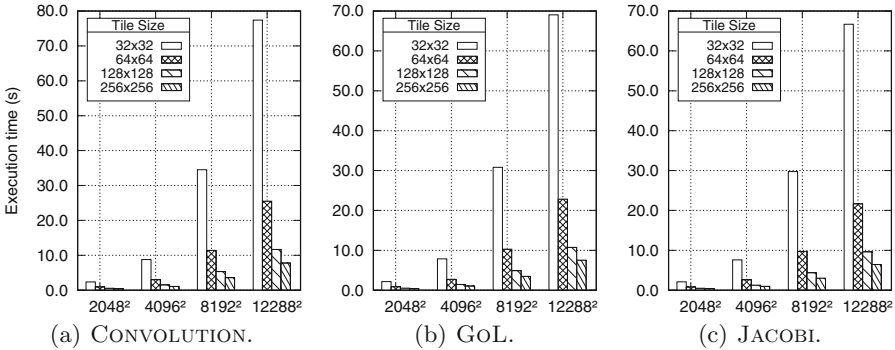 80.0
70.0
60.0
50.0
40.0
30.0
20.0
10.0
0.0
Execution time (s)
Tile Size
32x32
64x64
128x128
256x256
2048² 4096² 8192² 12288²
(a) CONVOLUTION.
70.0
60.0
50.0
40.0
30.0
20.0
10.0
0.0
Tile Size
32x32
64x64
128x128
256x256
2048² 4096² 8192² 12288²
(b) GOL.
70.0
60.0
50.0
40.0
30.0
20.0
10.0
0.0
Tile Size
32x32
64x64
128x128
256x256
2048² 4096² 8192² 12288²
(c) JACOBI.